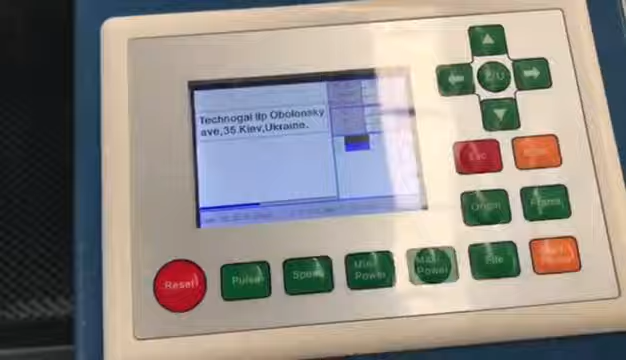 Technogal llp Obolonsky
ave,35.Kiev,Ukraine.
Z/U
Esc
Origin
Frame
Reset
Pulse
Speed
Min
Power
Max
Power
File